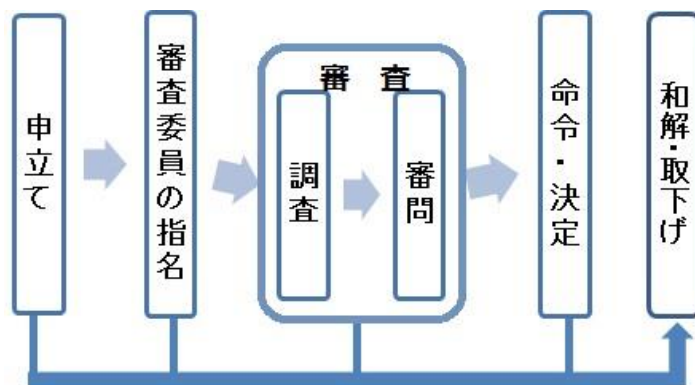 申立て
審査委員の指名
審　査
調査
審問
命令・決定
和解・取下げ